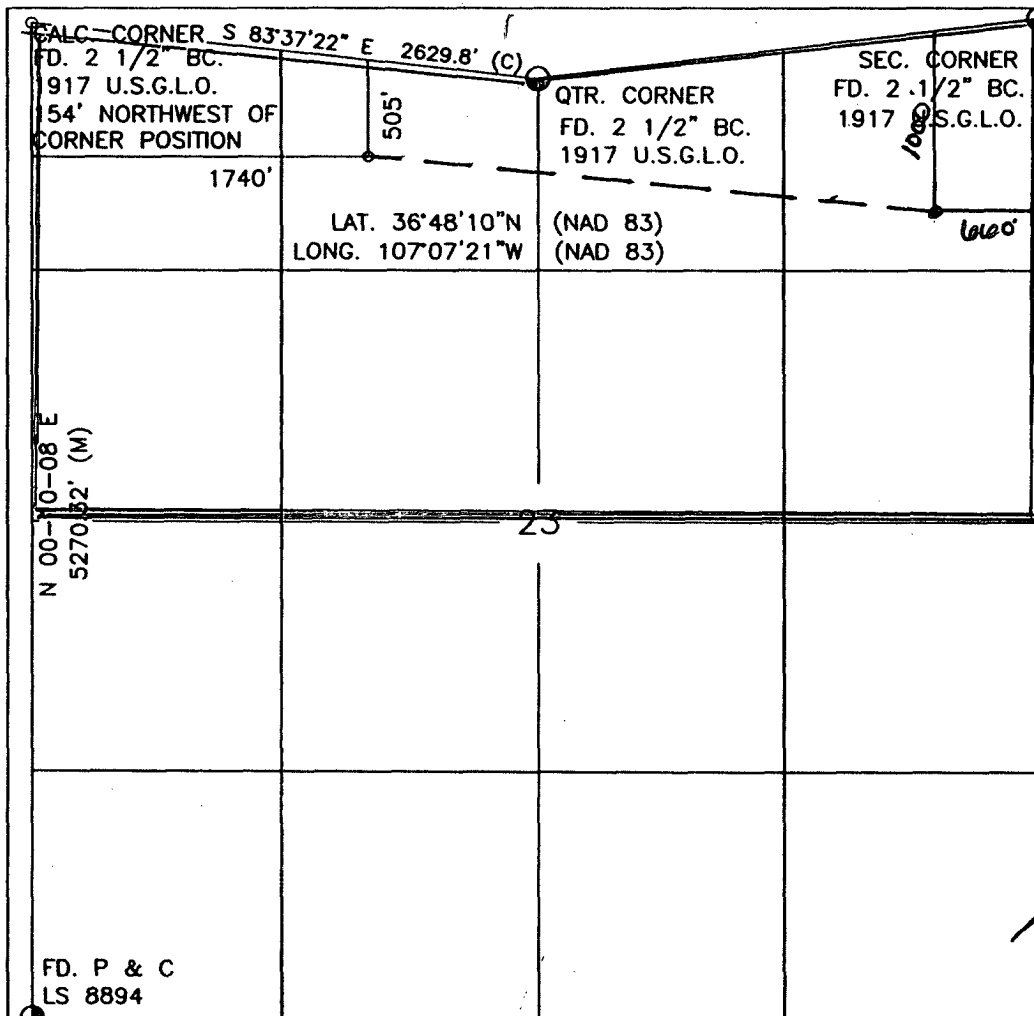 CALC. CORNER
FD. 2 1/2" BC.
1917 U.S.G.L.O.
154' NORTHWEST OF
CORNER POSITION
S 83°37'22" E 2629.8' (C)
505'
1740'
QTR. CORNER
FD. 2 1/2" BC.
1917 U.S.G.L.O.
SEC. CORNER
FD. 2 1/2" BC.
1917 U.S.G.L.O.
1000
660'
LAT. 36°48'10"N (NAD 83)
LONG. 107°07'21"W (NAD 83)
N 00-10-08 E
5270.32' (M)
23
FD. P & C
LS 8894